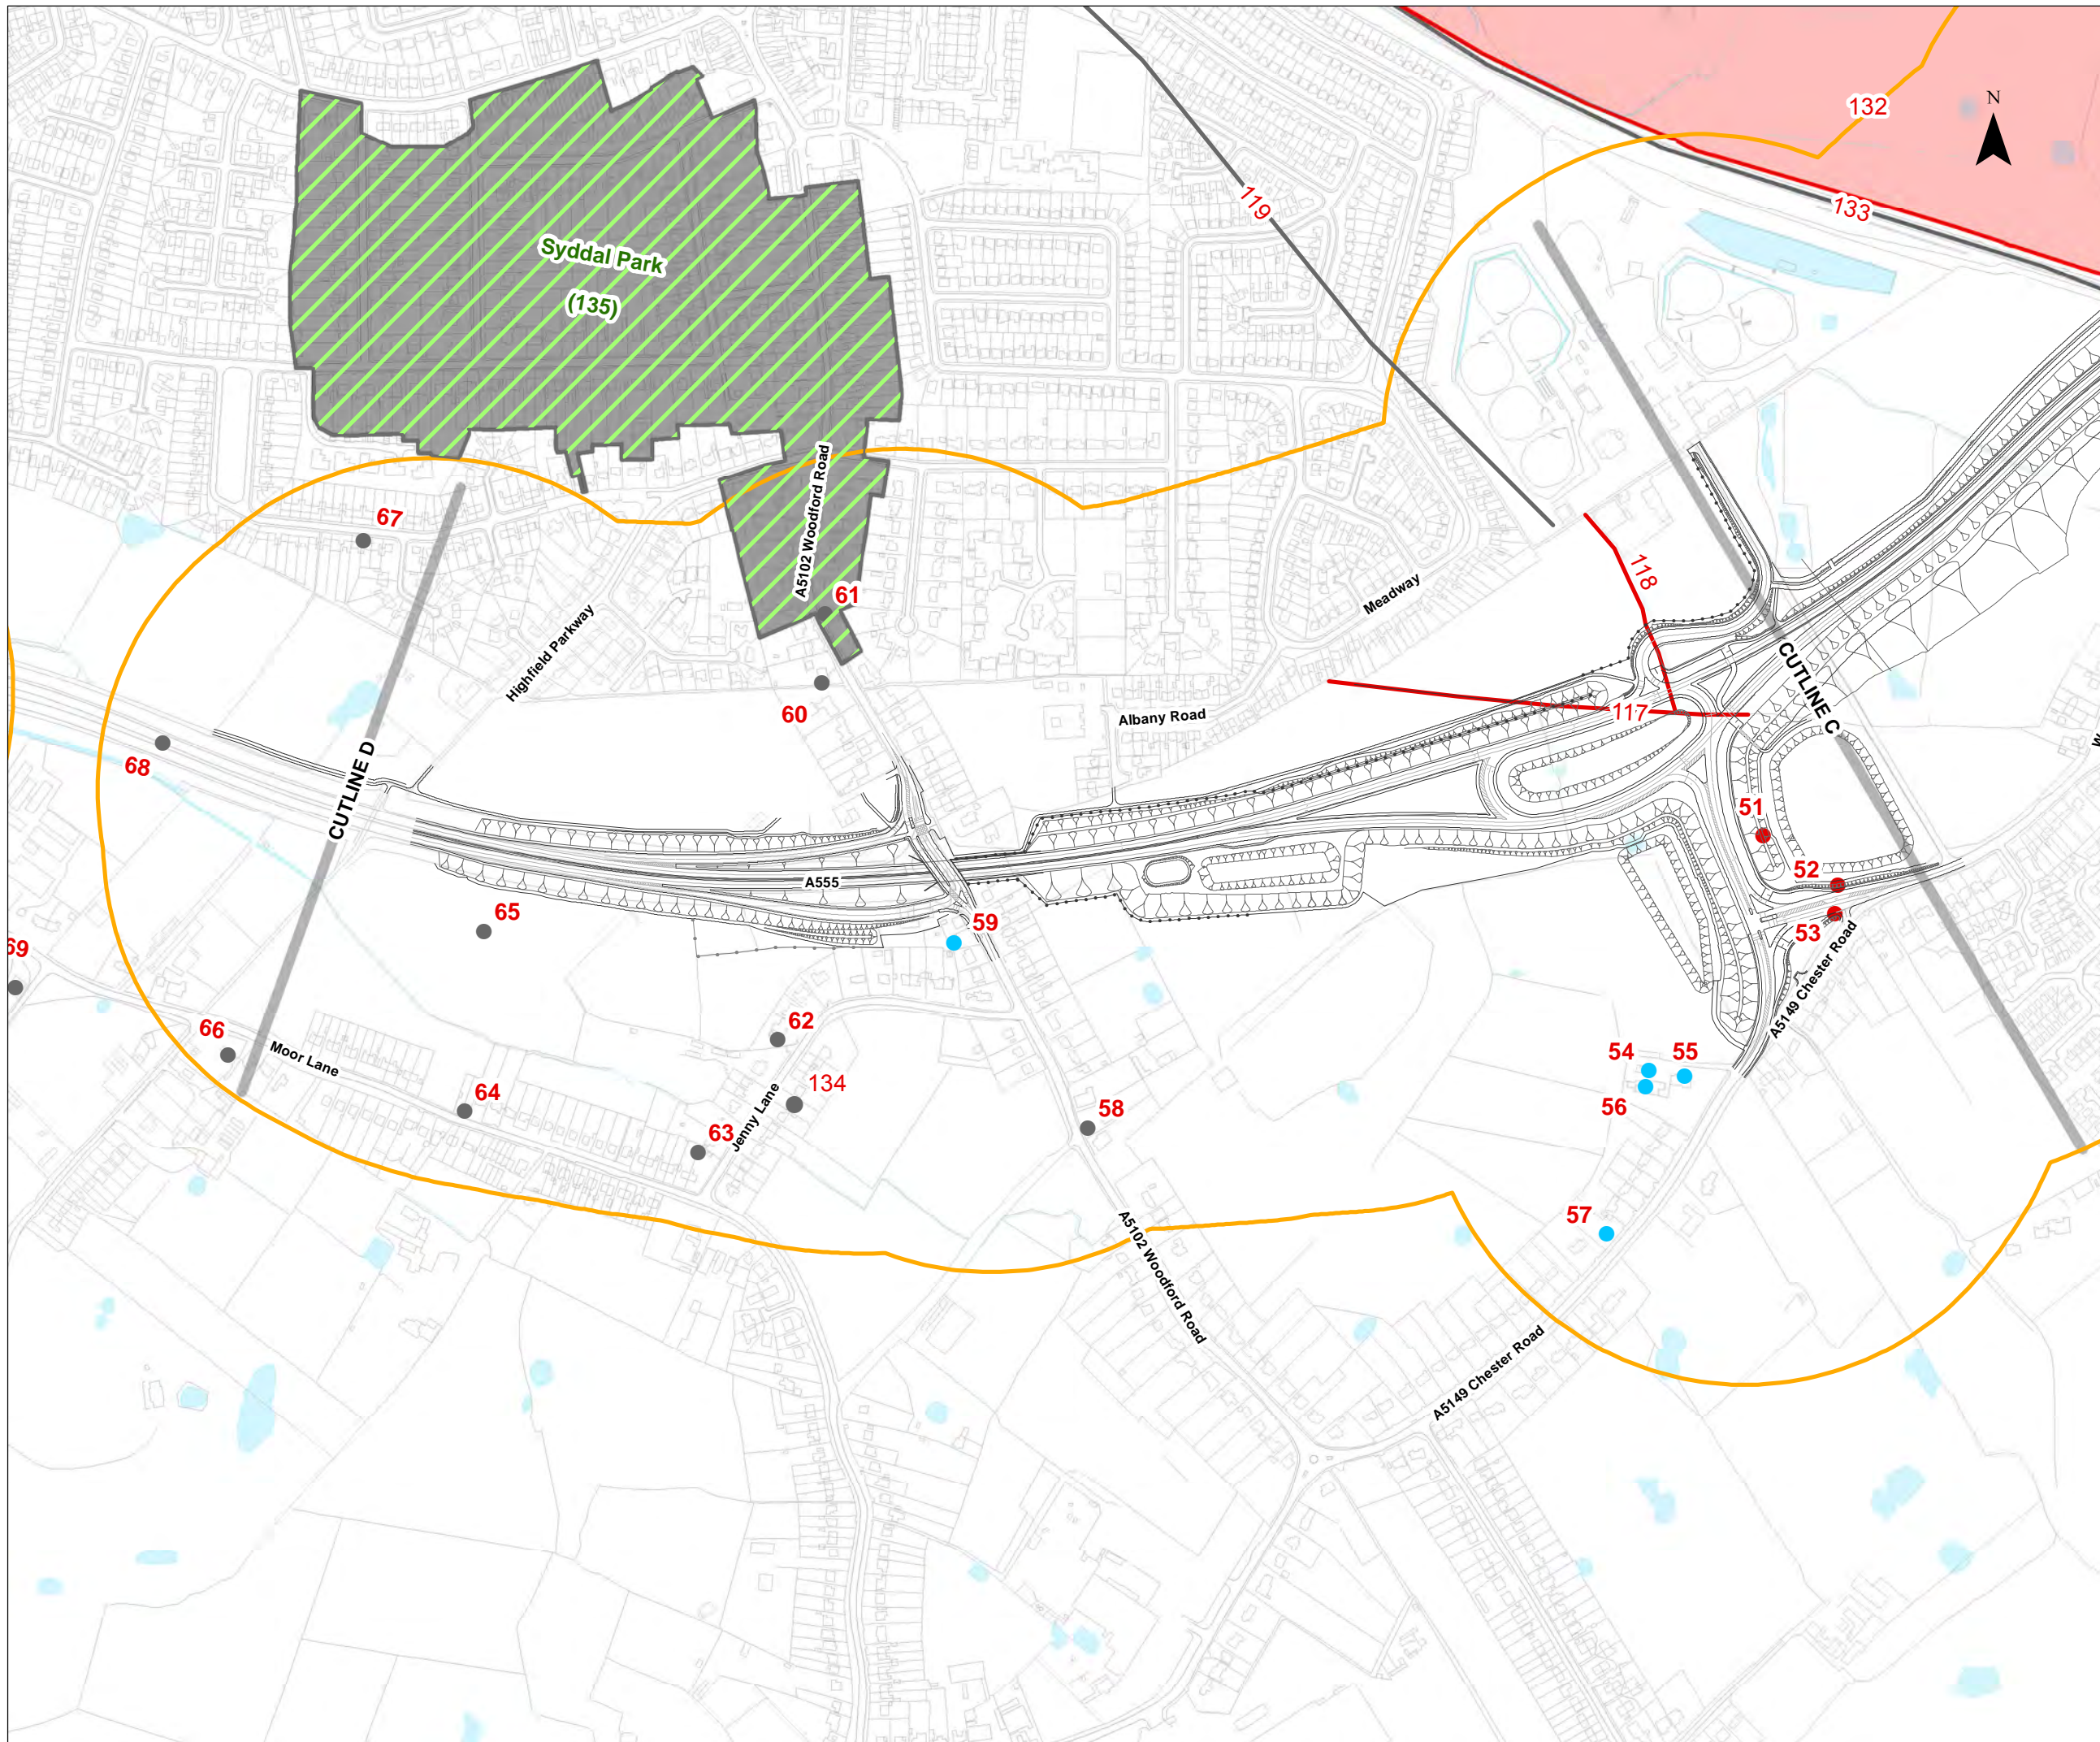 N
132
133
119
Syddal Park
(135)
A5102 Woodford Road
67
118
61
Meadway
Highfield Parkway
60
Albany Road
117
CUTLINE C
68
CUTLINE D
51
52
A555
65
59
53
69
A5149 Chester Road
62
66
Moor Lane
54
55
134
56
64
58
63
Jenny Lane
57
A5102 Woodford Road
A5149 Chester Road